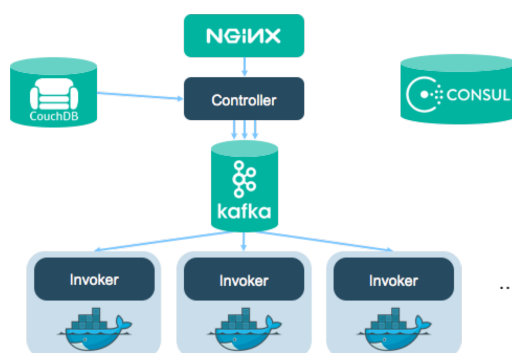 NGiNX
CouchDB
Controller
CONSUL
kafka
Invoker
Invoker
Invoker
...